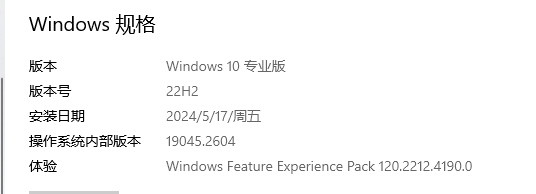 Windows 规格
版本 Windows 10 专业版
版本号 22H2
安装日期 2024/5/17/周五
操作系统内部版本 19045.2604
体验 Windows Feature Experience Pack 120.2212.4190.0